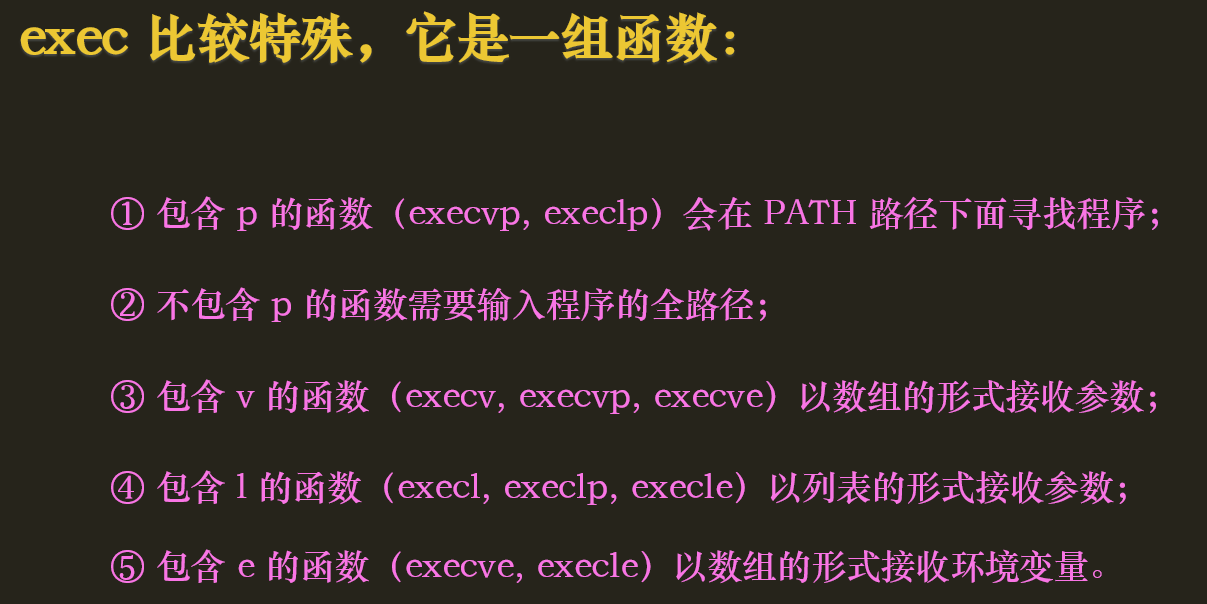 exec 比较特殊，它是一组函数：
① 包含 p 的函数（execvp, execlp）会在 PATH 路径下面寻找程序；
② 不包含 p 的函数需要输入程序的全路径；
③ 包含 v 的函数（execv, execvp, execve）以数组的形式接收参数；
④ 包含 l 的函数（execl, execlp, execle）以列表的形式接收参数；
⑤ 包含 e 的函数（execve, execle）以数组的形式接收环境变量。